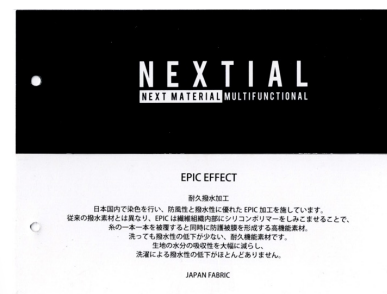 NEXTIAL
NEXT MATERIAL MULTIFUNCTIONAL
EPIC EFFECT
耐久撥水加工
日本国内で染色を行い、防風性と撥水性に優れた EPIC 加工を施しています。
従来の撥水素材とは異なり、EPIC は繊維組織内部にシリコンポリマーをしみこませることで、
糸の一本一本を被覆すると同時に防護被膜を形成する高機能素材。
洗っても撥水性の低下が少ない、耐久機能素材です。
生地の水分の吸収性を大幅に減らし、
洗濯による撥水性の低下がほとんどありません。
JAPAN FABRIC